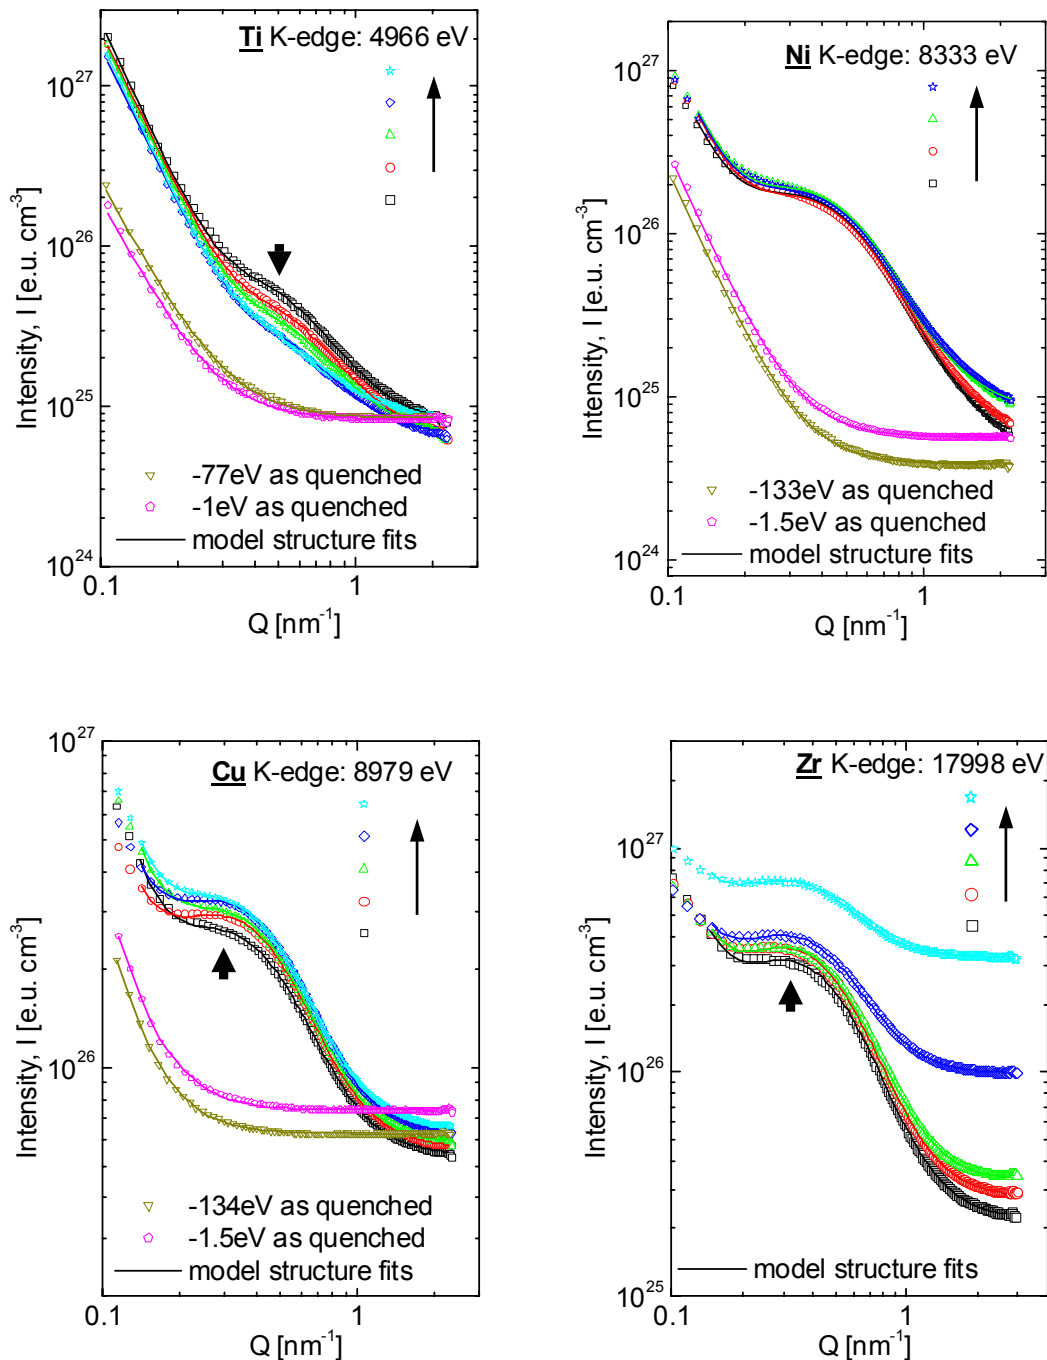 Ti K-edge: 4966 eV
10^27
10^26
10^25
10^24
Intensity, I [e.u. cm^-3]
-77eV as quenched
-1eV as quenched
model structure fits
0.1
1
Q [nm^-1]
Ni K-edge: 8333 eV
10^27
10^26
10^25
10^24
Intensity, I [e.u. cm^-3]
-133eV as quenched
-1.5eV as quenched
model structure fits
0.1
1
Q [nm^-1]
Cu K-edge: 8979 eV
10^27
10^26
Intensity, I [e.u. cm^-3]
-134eV as quenched
-1.5eV as quenched
model structure fits
0.1
1
Q [nm^-1]
Zr K-edge: 17998 eV
10^27
10^26
10^25
Intensity, I [e.u. cm^-3]
model structure fits
0.1
1
Q [nm^-1]